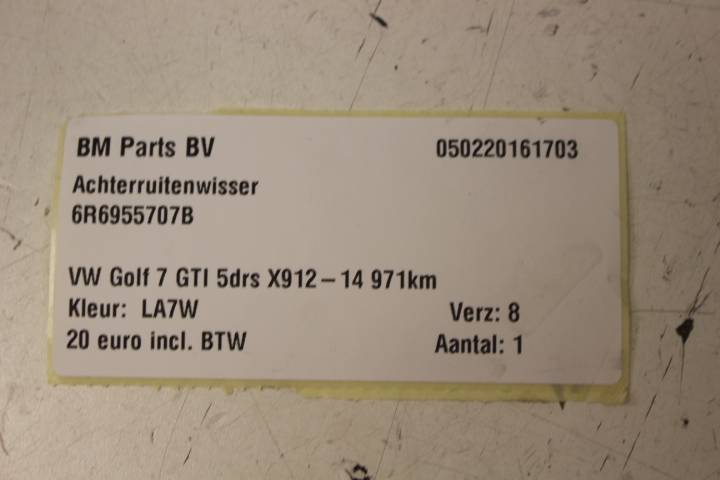 BM Parts BV 050220161703
Achterruitenwisser
6R6955707B
VW Golf 7 GTI 5drs X912 – 14 971km
Kleur: LA7W Verz: 8
20 euro incl. BTW Aantal: 1